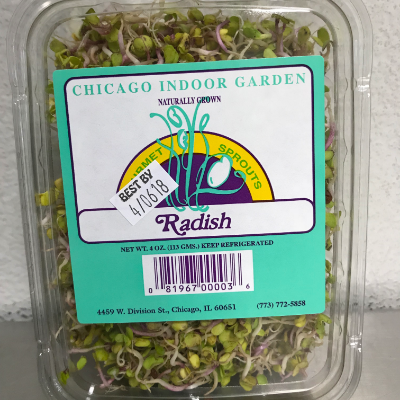 CHICAGO INDOOR GARDEN
NATURALLY GROWN
SPROUTS
BEST BY
4/06.18
Radish
NET WT. 4 OZ. (113 GMS.) KEEP REFRIGERATED
0 81967 00003 6
4459 W. Division St., Chicago, IL 60651 (773) 772-5858